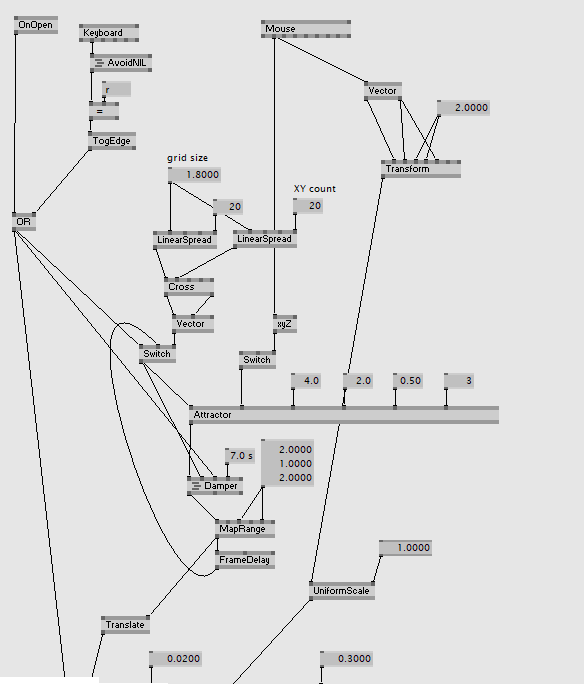 OnOpen
Keyboard
Mouse
AvoidNIL
r
Vector
=
2.0000
TogEdge
Transform
grid size
1.8000
XY count
20
20
OR
LinearSpread
LinearSpread
Cross
Vector
xyZ
Switch
Switch
4.0
2.0
0.50
3
Attractor
7.0 s
2.0000
1.0000
2.0000
Damper
MapRange
1.0000
FrameDelay
UniformScale
Translate
0.0200
0.3000